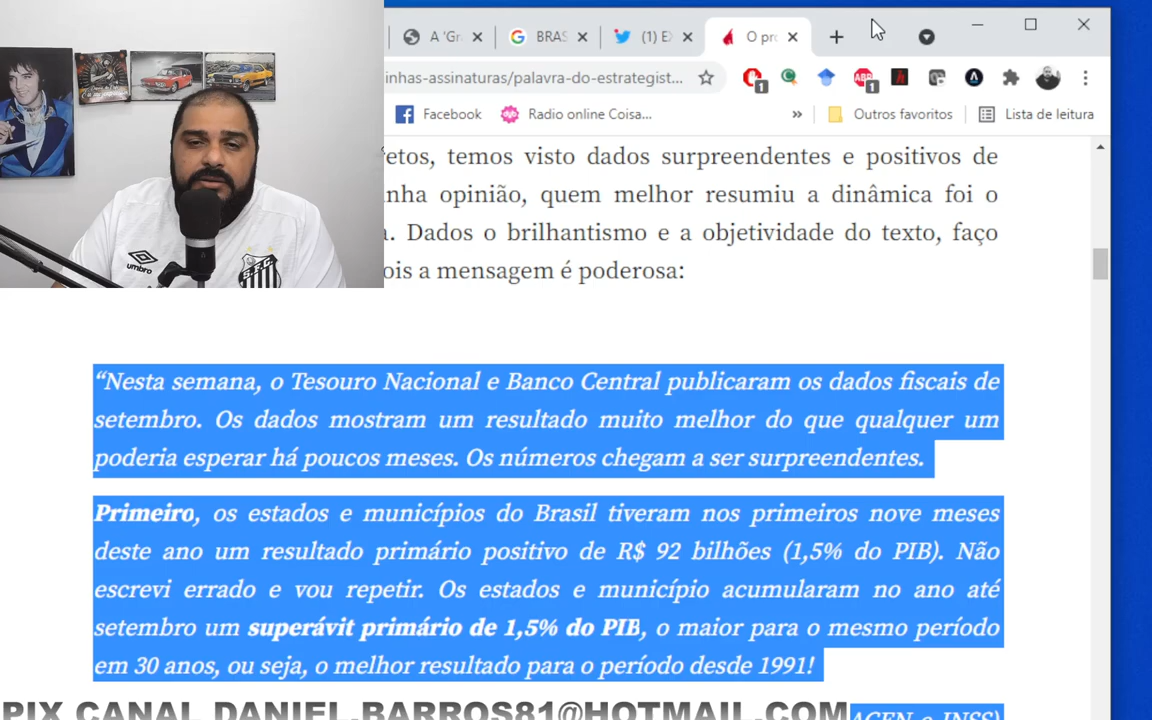 A 'Gr
BRAS
(1) E
O pro
inhas-assinaturas/palavra-do-estrategist...
1
ABP
1
Facebook
Radio online Coisa...
»
Outros favoritos
Lista de leitura
fetos, temos visto dados surpreendentes e positivos de
nha opinião, quem melhor resumiu a dinâmica foi o
a. Dados o brilhantismo e a objetividade do texto, faço
ois a mensagem é poderosa:
umbro
“Nesta semana, o Tesouro Nacional e Banco Central publicaram os dados fiscais de
setembro. Os dados mostram um resultado muito melhor do que qualquer um
poderia esperar há poucos meses. Os números chegam a ser surpreendentes.
Primeiro, os estados e municípios do Brasil tiveram nos primeiros nove meses
deste ano um resultado primário positivo de R$ 92 bilhões (1,5% do PIB). Não
escrevi errado e vou repetir. Os estados e município acumularam no ano até
setembro um superávit primário de 1,5% do PIB, o maior para o mesmo período
em 30 anos, ou seja, o melhor resultado para o período desde 1991!
PIX CANAL DANIEL.BARROS81@HOTMAIL.COM